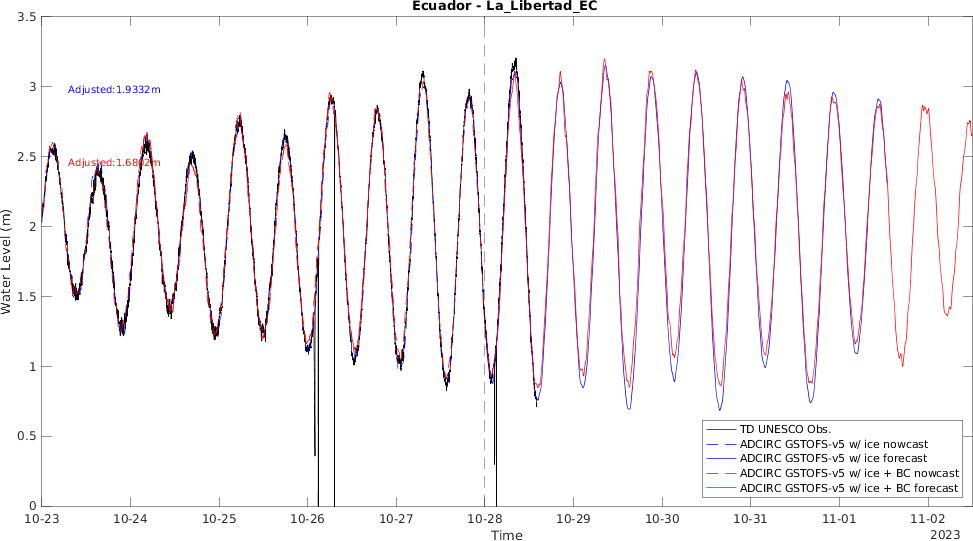 Ecuador - La_Libertad_EC
3.5
3
2.5
2
1.5
1
0.5
0
Water Level (m)
Adjusted:1.9332m
Adjusted:1.6802m
TD UNESCO Obs.
ADCIRC GSTOFS-v5 w/ ice nowcast
ADCIRC GSTOFS-v5 w/ ice forecast
ADCIRC GSTOFS-v5 w/ ice + BC nowcast
ADCIRC GSTOFS-v5 w/ ice + BC forecast
10-23 10-24 10-25 10-26 10-27 10-28 10-29 10-30 10-31 11-01 11-02
Time
2023